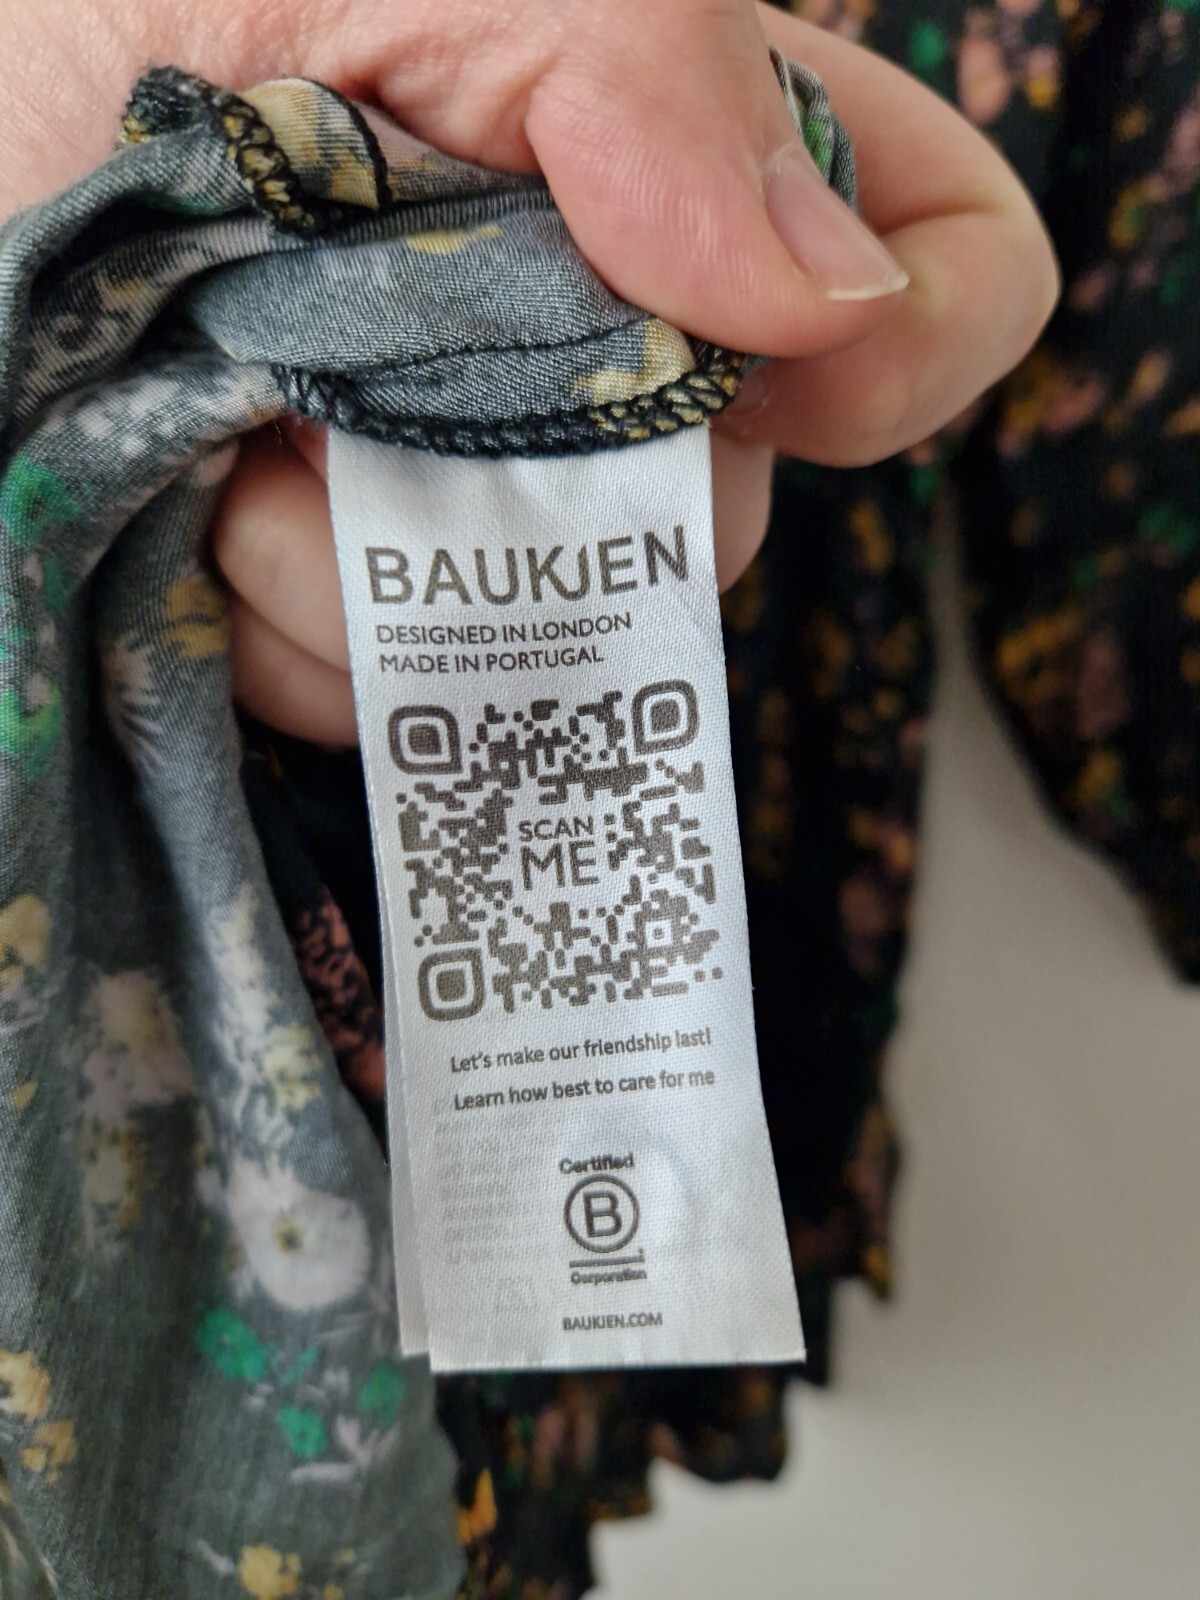 BAUKJEN
DESIGNED IN LONDON
MADE IN PORTUGAL
SCAN
ME
Let's make our friendship last!
Learn how best to care for me
Certified
B
Corporation
BAUKJEN.COM